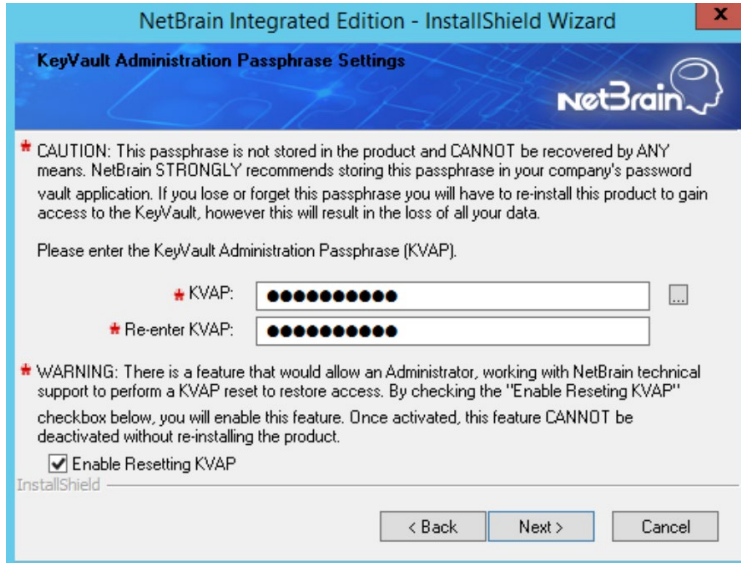 NetBrain Integrated Edition - InstallShield Wizard
x
KeyVault Administration Passphrase Settings
NetBrain
* CAUTION: This passphrase is not stored in the product and CANNOT be recovered by ANY
means. NetBrain STRONGLY recommends storing this passphrase in your company's password
vault application. If you lose or forget this passphrase you will have to re-install this product to gain
access to the KeyVault, however this will result in the loss of all your data.
Please enter the KeyVault Administration Passphrase (KVAP).
* KVAP: ●●●●●●●●●● ...
* Re-enter KVAP: ●●●●●●●●●●
* WARNING: There is a feature that would allow an Administrator, working with NetBrain technical
support to perform a KVAP reset to restore access. By checking the "Enable Reseting KVAP"
checkbox below, you will enable this feature. Once activated, this feature CANNOT be
deactivated without re-installing the product.
Enable Resetting KVAP
InstallShield
< Back Next > Cancel